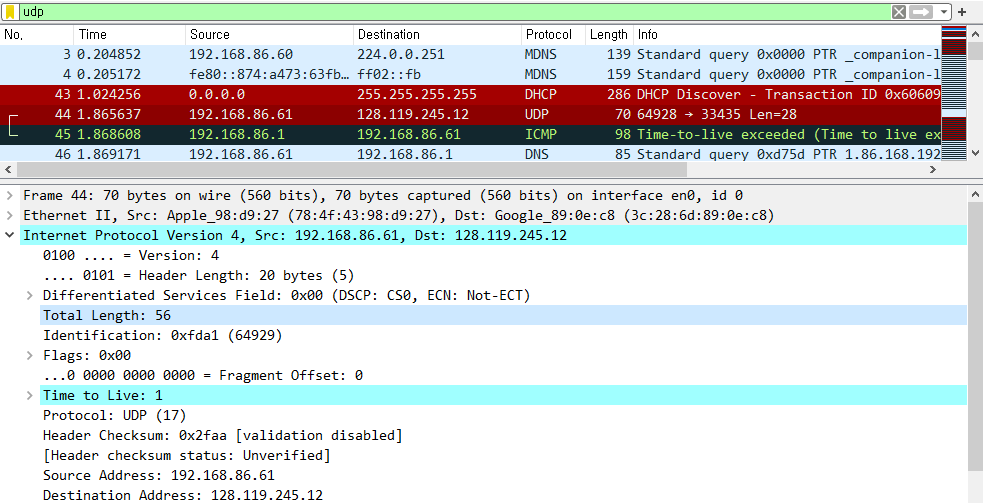 udp
No. Time Source Destination Protocol Length Info
3 0.204852 192.168.86.60 224.0.0.251 MDNS 139 Standard query 0x0000 PTR _companion-l
4 0.205172 fe80::874:a473:63fb… ff02::fb MDNS 159 Standard query 0x0000 PTR _companion-l
43 1.024256 0.0.0.0 255.255.255.255 DHCP 286 DHCP Discover - Transaction ID 0x60609
44 1.865637 192.168.86.61 128.119.245.12 UDP 70 64928 → 33435 Len=28
45 1.868608 192.168.86.1 192.168.86.61 ICMP 98 Time-to-live exceeded (Time to live ex
46 1.869171 192.168.86.61 192.168.86.1 DNS 85 Standard query 0xd75d PTR 1.86.168.192
Frame 44: 70 bytes on wire (560 bits), 70 bytes captured (560 bits) on interface en0, id 0
Ethernet II, Src: Apple_98:d9:27 (78:4f:43:98:d9:27), Dst: Google_89:0e:c8 (3c:28:6d:89:0e:c8)
Internet Protocol Version 4, Src: 192.168.86.61, Dst: 128.119.245.12
0100 .... = Version: 4
.... 0101 = Header Length: 20 bytes (5)
Differentiated Services Field: 0x00 (DSCP: CS0, ECN: Not-ECT)
Total Length: 56
Identification: 0xfda1 (64929)
Flags: 0x00
...0 0000 0000 0000 = Fragment Offset: 0
Time to Live: 1
Protocol: UDP (17)
Header Checksum: 0x2faa [validation disabled]
[Header checksum status: Unverified]
Source Address: 192.168.86.61
Destination Address: 128.119.245.12